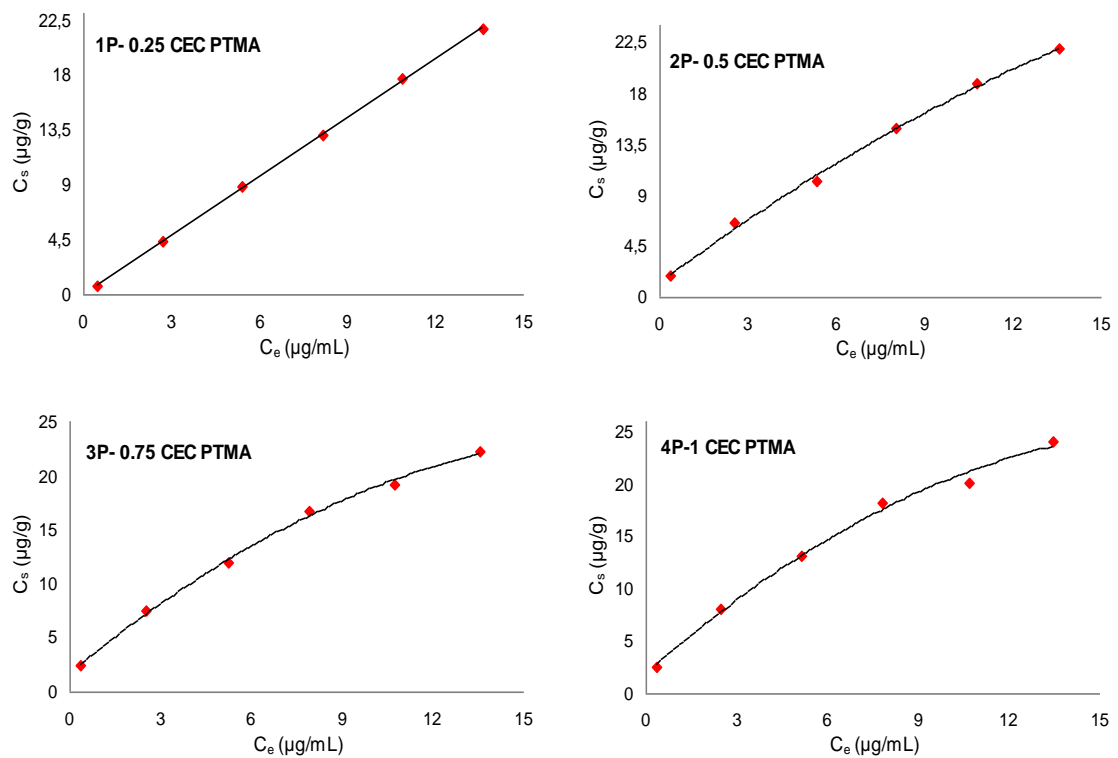 1P- 0.25 CEC PTMA
22,5
18
13,5
9
4,5
0
Cₛ (µg/g)
0 3 6 9 12 15
Cₑ (µg/mL)
2P- 0.5 CEC PTMA
22,5
18
13,5
9
4,5
0
Cₛ (µg/g)
0 3 6 9 12 15
Cₑ (µg/mL)
3P- 0.75 CEC PTMA
25
20
15
10
5
0
Cₛ (µg/g)
0 3 6 9 12 15
Cₑ (µg/mL)
4P-1 CEC PTMA
25
20
15
10
5
0
Cₛ (µg/g)
0 3 6 9 12 15
Cₑ (µg/mL)